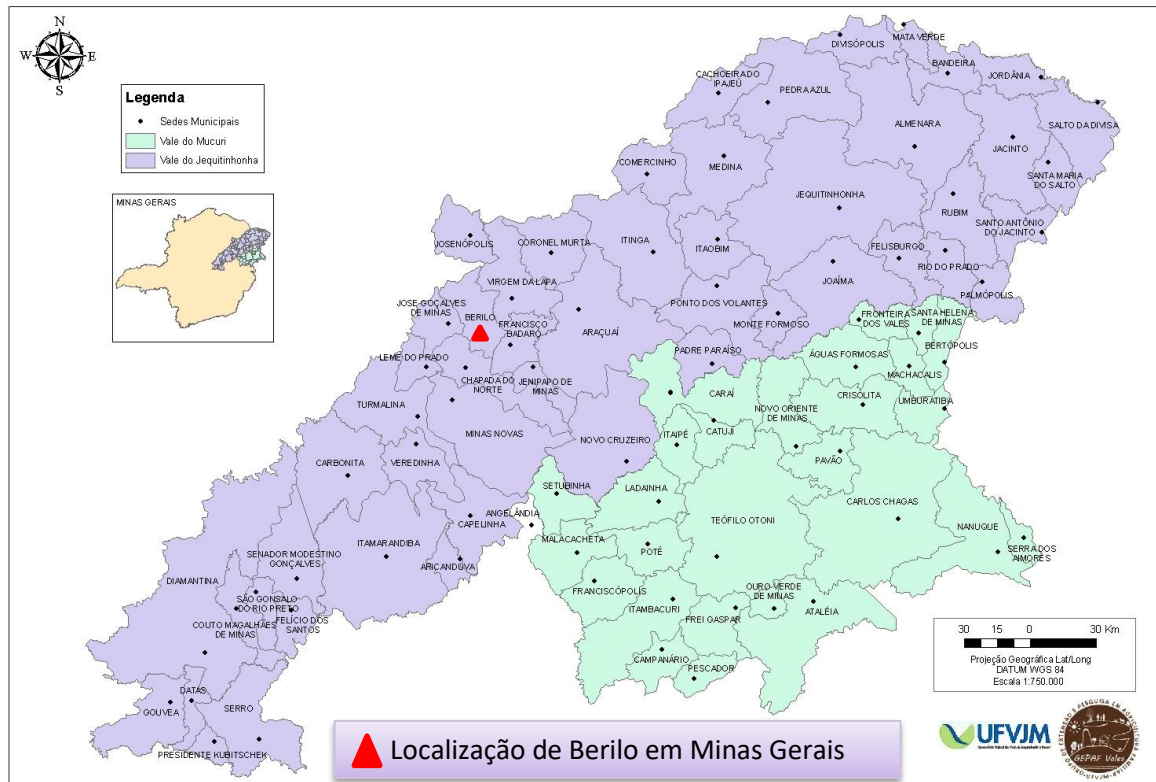 N
W
E
S
Legenda
Sedes Municipais
Vale do Mucuri
Vale do Jequitinhonha
MINAS GERAIS
DIVISÓPOLIS
MATA VERDE
BANDEIRA
JORDÂNIA
CACHOEIRA DO
IPAJEÚ
PEDRA AZUL
SALTO DA DIVISA
ALMENARA
JACINTO
COMERCINHO
MEDINA
SANTA MARIA
DO SALTO
JEQUITINHONHA
RUBIM
SANTO ANTÔNIO
DO JACINTO
JOSENÓPOLIS
CORONEL MURTA
ITINGA
ITAOBIM
FELISBURGO
RIO DO PRADO
JOAÍMA
VIRGEM DA LAPA
PONTO DOS VOLANTES
PALMÓPOLIS
JOSE GOÇALVES
DE MINAS
BERILO
FRANCISCO
BADARÓ
ARAÇUAÍ
MONTE FORMOSO
FRONTEIRA
DOS VALES
SANTA HELENA
DE MINAS
BERTÓPOLIS
LEME DO PRADO
CHAPADA DO
NORTE
JENIPAPO DE
MINAS
PADRE PARAÍSO
ÁGUAS FORMOSAS
MACHACALIS
TURMALINA
CARAÍ
NOVO ORIENTE
DE MINAS
CRISÓLITA
UMBURATIBA
MINAS NOVAS
NOVO CRUZEIRO
ITAIPÉ
CATUJI
PAVÃO
CARBONITA
VEREDINHA
SETUBINHA
LADAINHA
CARLOS CHAGAS
ANGELÂNDIA
CAPELINHA
TEÓFILO OTONI
NANUQUE
SERRA DOS
AIMORÉS
ITAMARANDIBA
MALACACHETA
POTÉ
SENADOR MODESTINO
GONÇALVES
ARICANDUVA
DIAMANTINA
FRANCISCÓPOLIS
OURO VERDE
DE MINAS
SÃO GONSALO
DO RIO PRETO
FELÍCIO DOS
SANTOS
ITAMBACURI
FREI GASPAR
ATALÉIA
COUTO MAGALHAES
DE MINAS
CAMPANÁRIO
PESCADOR
DATAS
GOUVEA
SERRO
PRESIDENTE KUBITSCHEK
30 15 0 30 Km
Projeção Geográfica Lat/Long
DATUM WGS 84
Escala 1:750.000
UFVJM
GEPAF Vales
Localização de Berilo em Minas Gerais